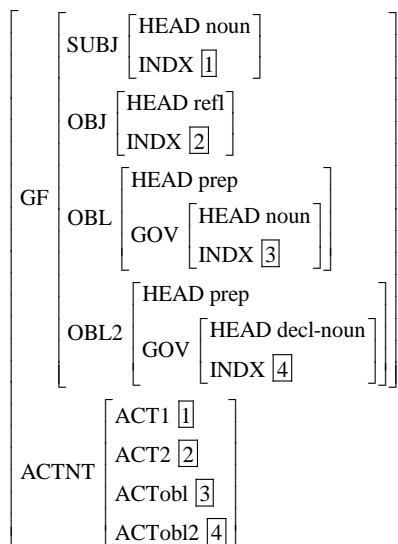 SUBJ HEAD noun
INDX 1
OBJ HEAD refl
INDX 2
GF
OBL HEAD prep
GOV HEAD noun
INDX 3
OBL2 HEAD prep
GOV HEAD decl-noun
INDX 4
ACTNT ACT1 1
ACT2 2
ACTobl 3
ACTobl2 4